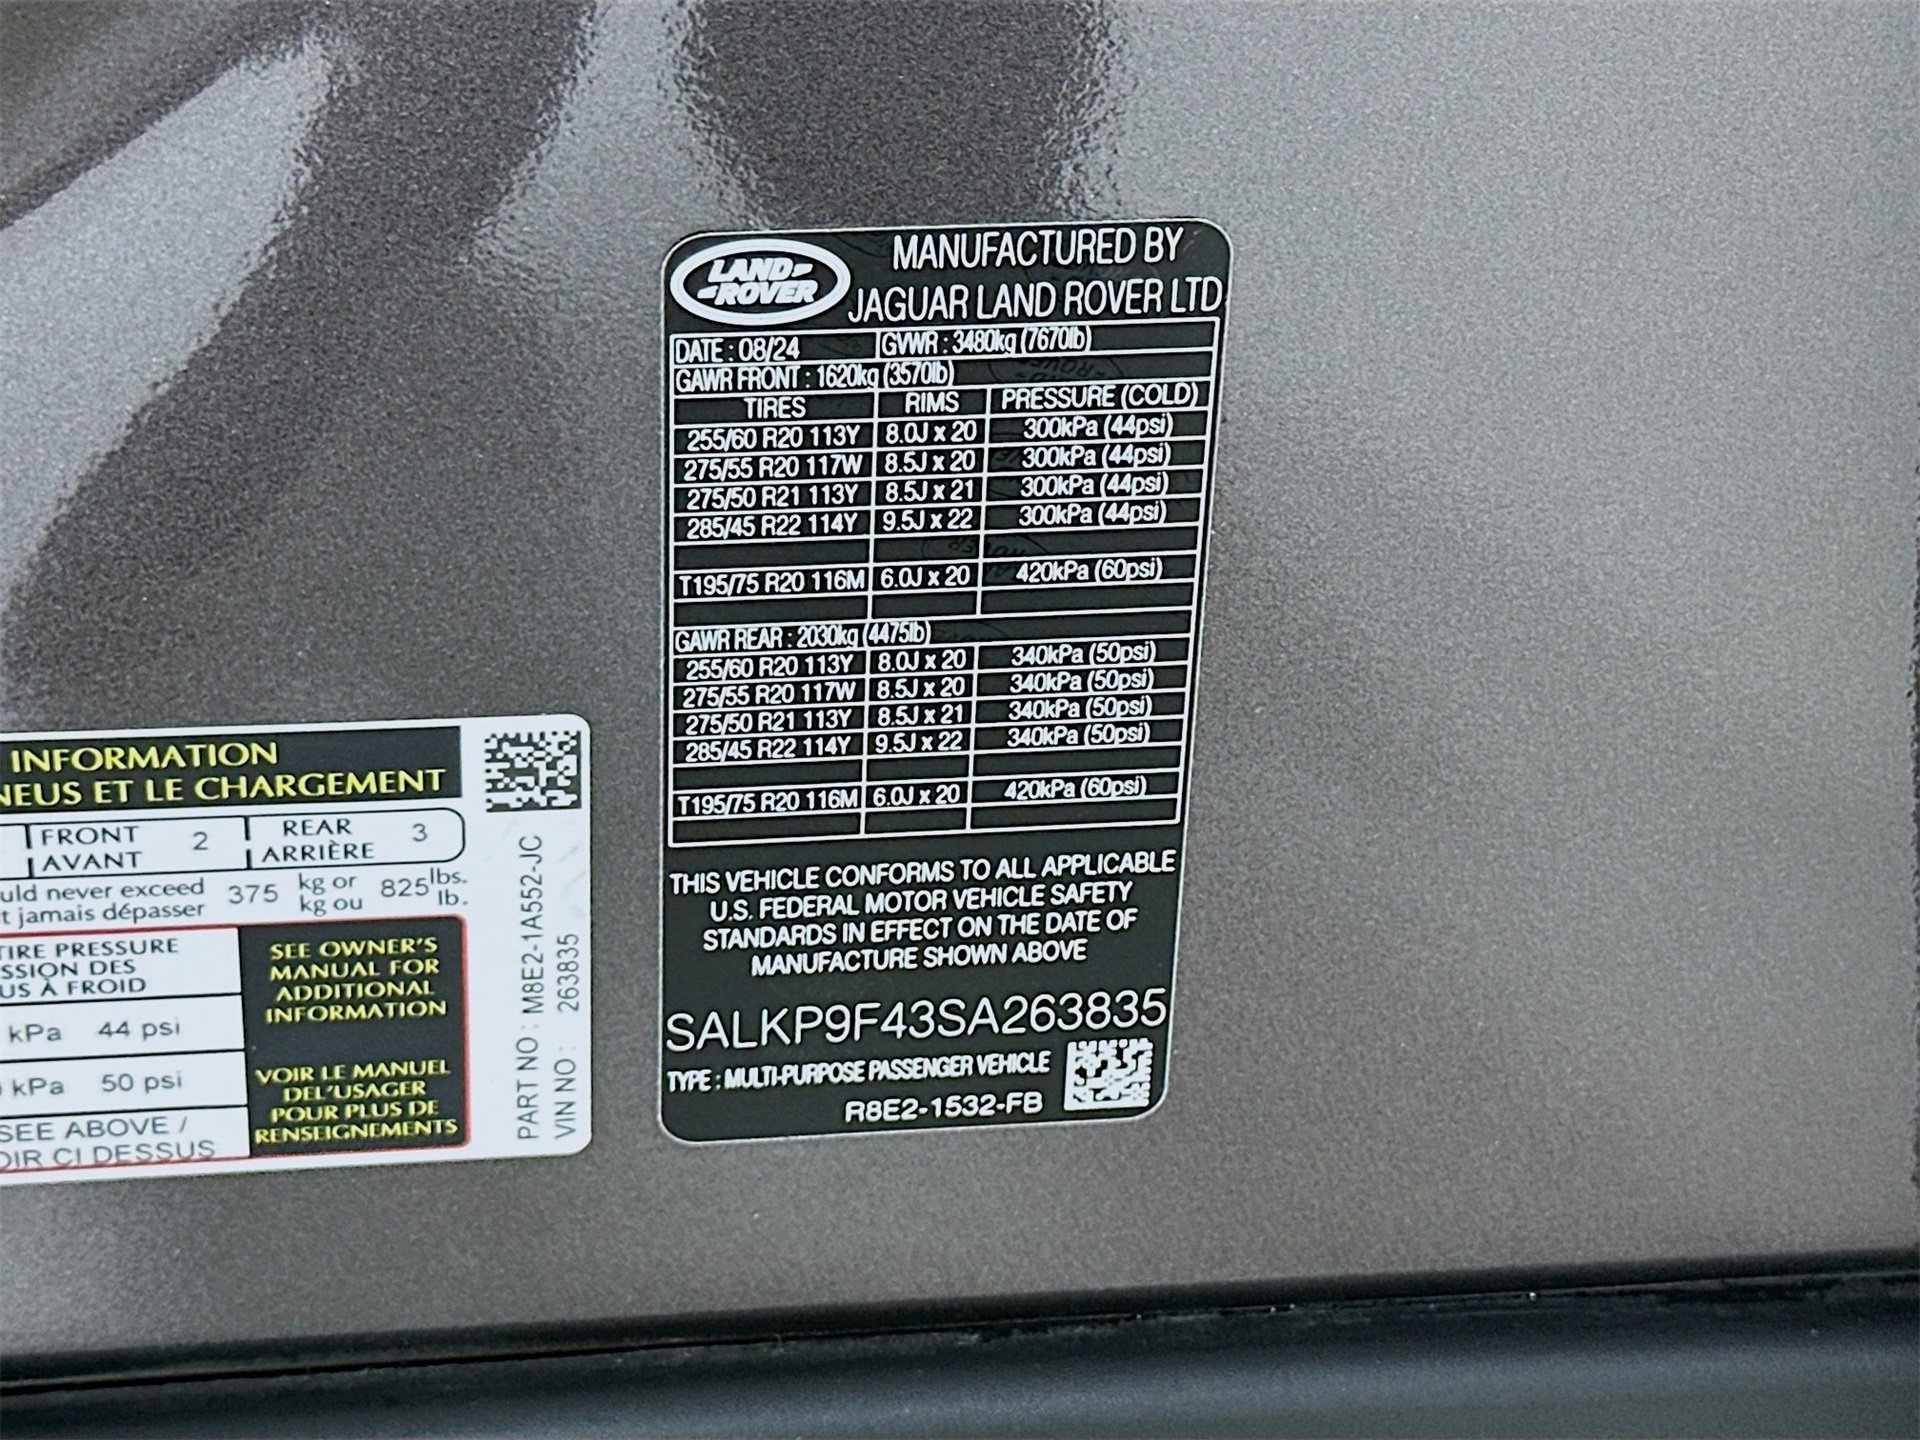 LAND
ROVER
MANUFACTURED BY
JAGUAR LAND ROVER LTD
DATE : 08/24 GVWR : 3480kg (7670lb)
GAWR FRONT : 1620kg (3570lb)
TIRES RIMS PRESSURE (COLD)
255/60 R20 113Y 8.0J x 20 300kPa (44psi)
275/55 R20 117W 8.5J x 20 300kPa (44psi)
275/50 R21 113Y 8.5J x 21 300kPa (44psi)
285/45 R22 114Y 9.5J x 22 300kPa (44psi)
T195/75 R20 116M 6.0J x 20 420kPa (60psi)
GAWR REAR : 2030kg (4475lb)
255/60 R20 113Y 8.0J x 20 340kPa (50psi)
275/55 R20 117W 8.5J x 20 340kPa (50psi)
275/50 R21 113Y 8.5J x 21 340kPa (50psi)
285/45 R22 114Y 9.5J x 22 340kPa (50psi)
T195/75 R20 116M 6.0J x 20 420kPa (60psi)
THIS VEHICLE CONFORMS TO ALL APPLICABLE
U.S. FEDERAL MOTOR VEHICLE SAFETY
STANDARDS IN EFFECT ON THE DATE OF
MANUFACTURE SHOWN ABOVE
SALKP9F43SA263835
TYPE : MULTI-PURPOSE PASSENGER VEHICLE
R8E2-1532-FB
INFORMATION
NEUS ET LE CHARGEMENT
FRONT 2 REAR 3
AVANT ARRIÈRE
uld never exceed 375 kg or 825 lbs.
t jamais dépasser kg ou lb.
TIRE PRESSURE
SSION DES
US À FROID
kPa 44 psi
kPa 50 psi
SEE ABOVE /
OIR CI DESSUS
SEE OWNER'S
MANUAL FOR
ADDITIONAL
INFORMATION
VOIR LE MANUEL
DEL'USAGER
POUR PLUS DE
RENSEIGNEMENTS
PART NO : M8E2-1A552-JC
VIN NO : 263835